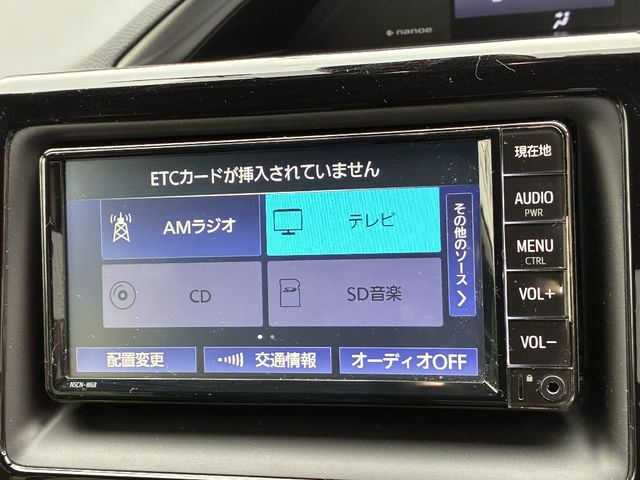 nanoe
ETCカードが挿入されていません
AMラジオ
テレビ
CD
SD音楽
その他のソース
配置変更
交通情報
オーディオOFF
NSCN-W68
現在地
AUDIO
PWR
MENU
CTRL
VOL+
VOL-